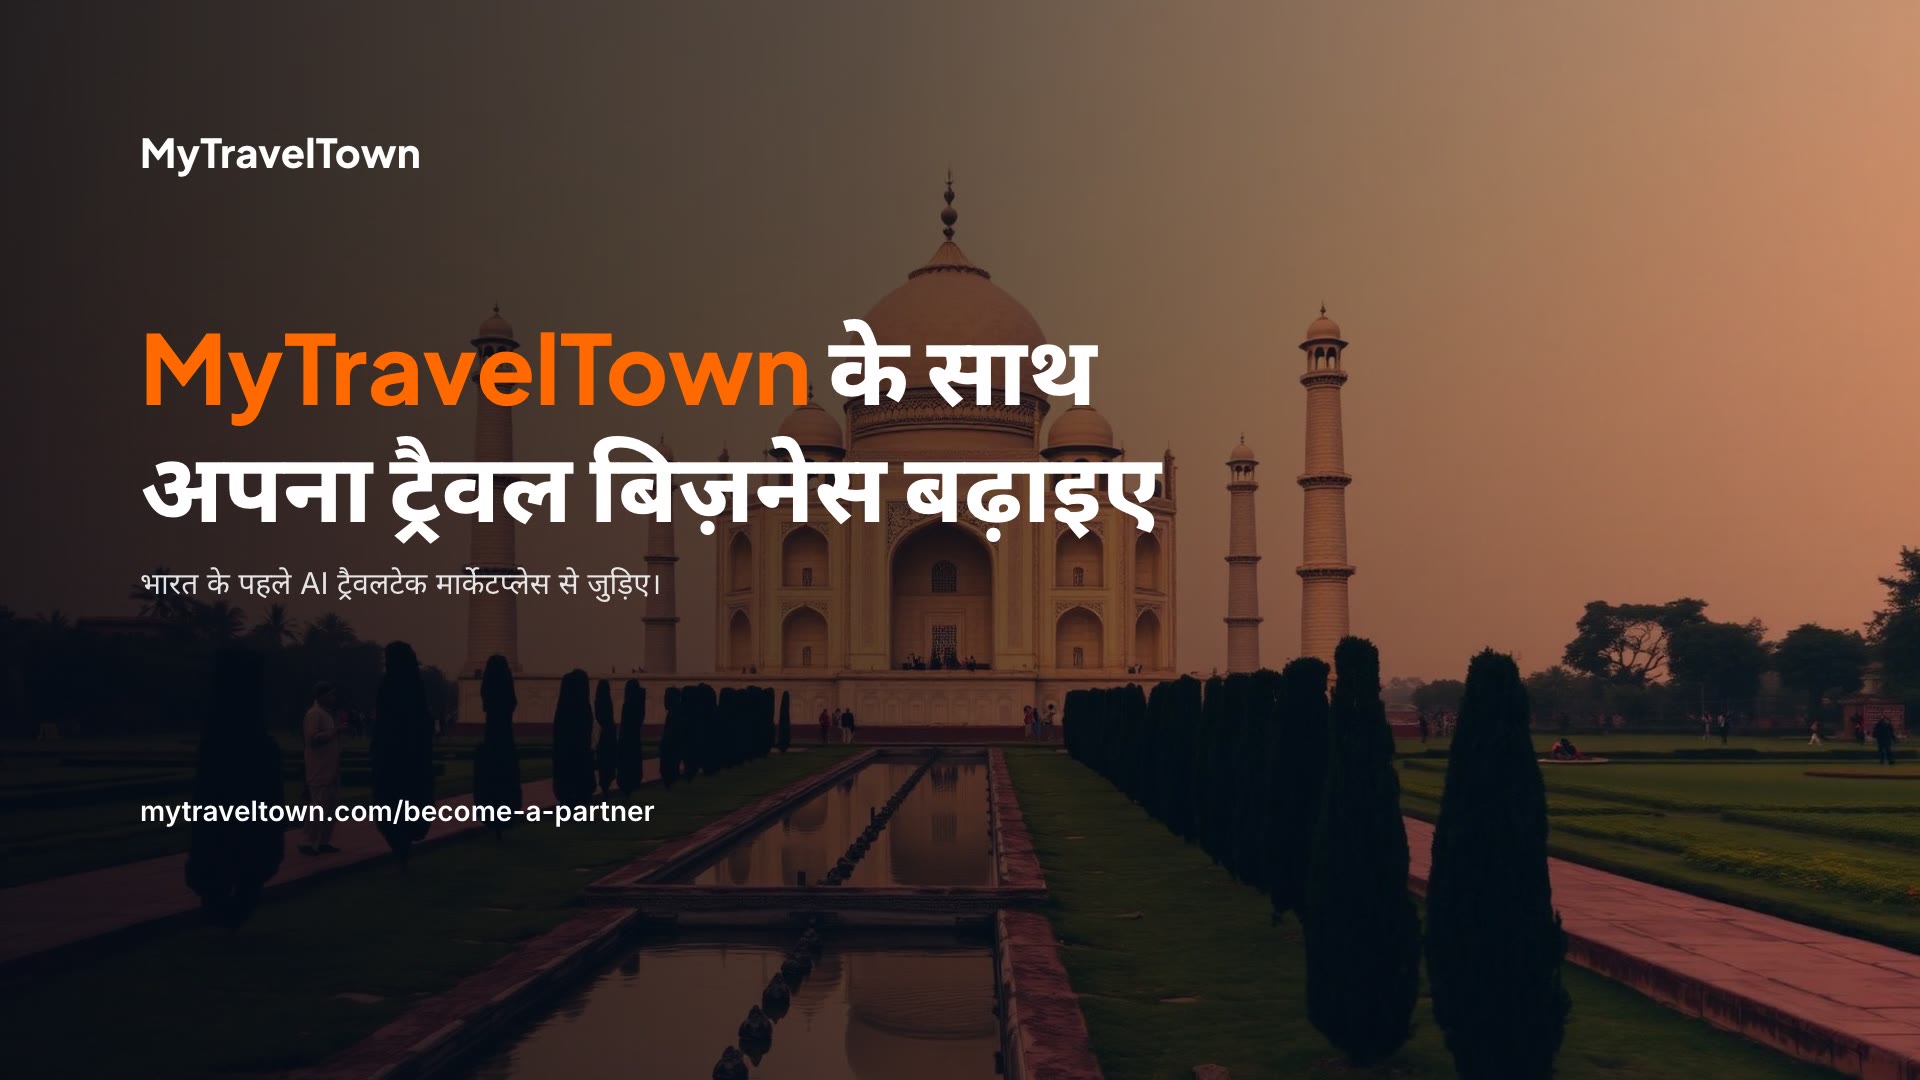 MyTravelTown
MyTravelTown के साथ
अपना ट्रैवल बिज़नेस बढ़ाइए
भारत के पहले AI ट्रैवलटेक मार्केटप्लेस से जुड़िए।
mytraveltown.com/become-a-partner